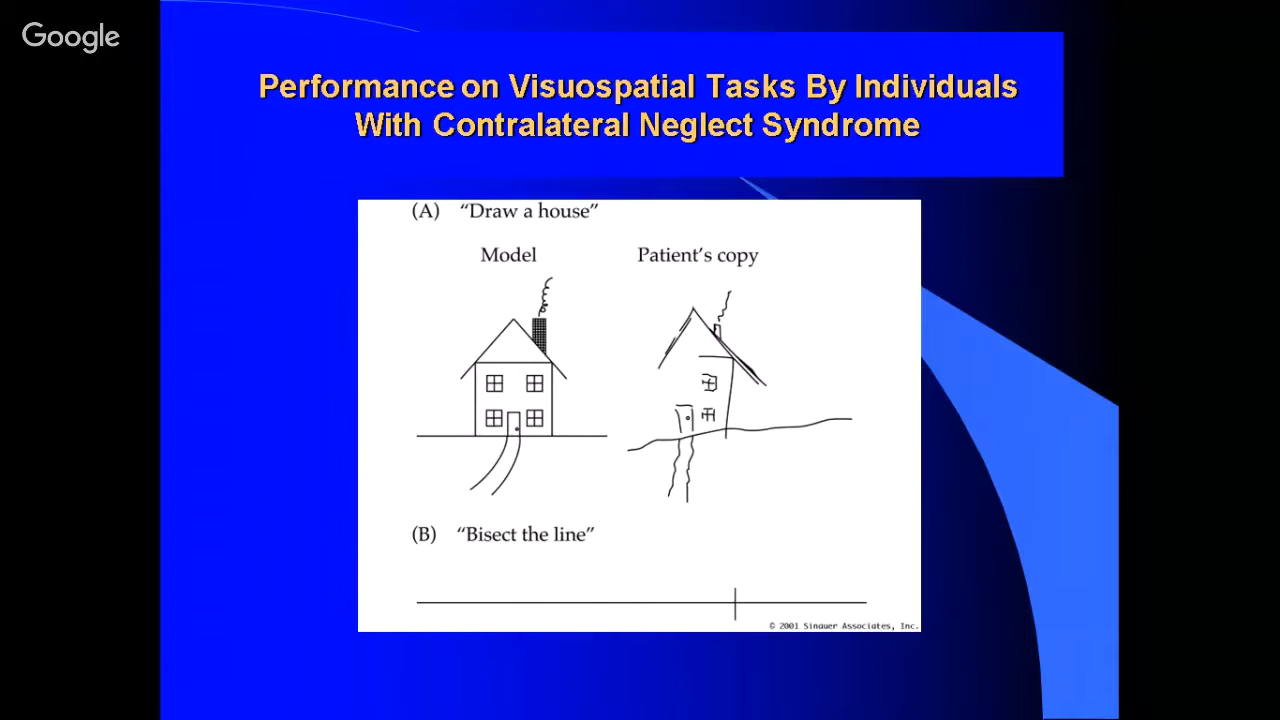 Google
Performance on Visuospatial Tasks By Individuals
With Contralateral Neglect Syndrome
(A) "Draw a house"
Model
Patient's copy
(B) "Bisect the line"
© 2001 Sinauer Associates, Inc.